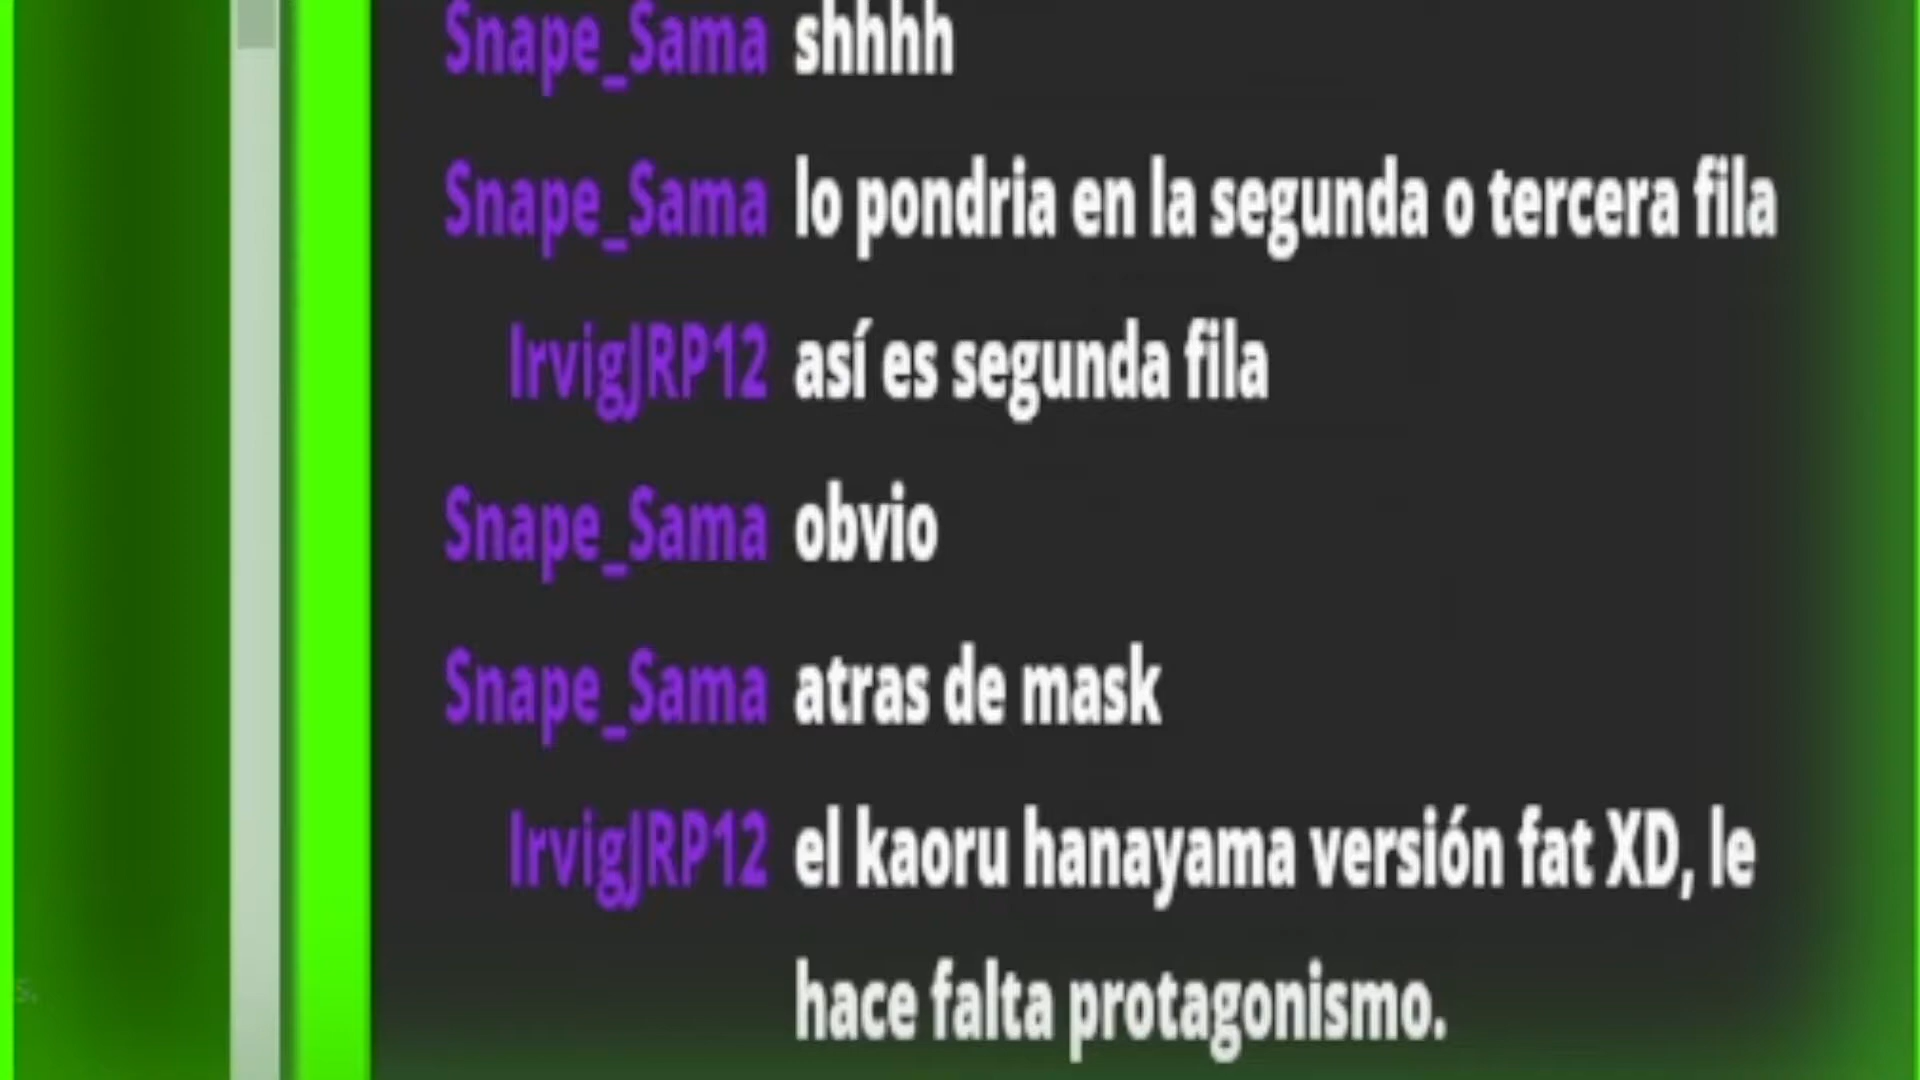 Snape_Sama shhhh
Snape_Sama lo pondria en la segunda o tercera fila
IrvigJRP12 así es segunda fila
Snape_Sama obvio
Snape_Sama atras de mask
IrvigJRP12 el kaoru hanayama versión fat XD, le
hace falta protagonismo.